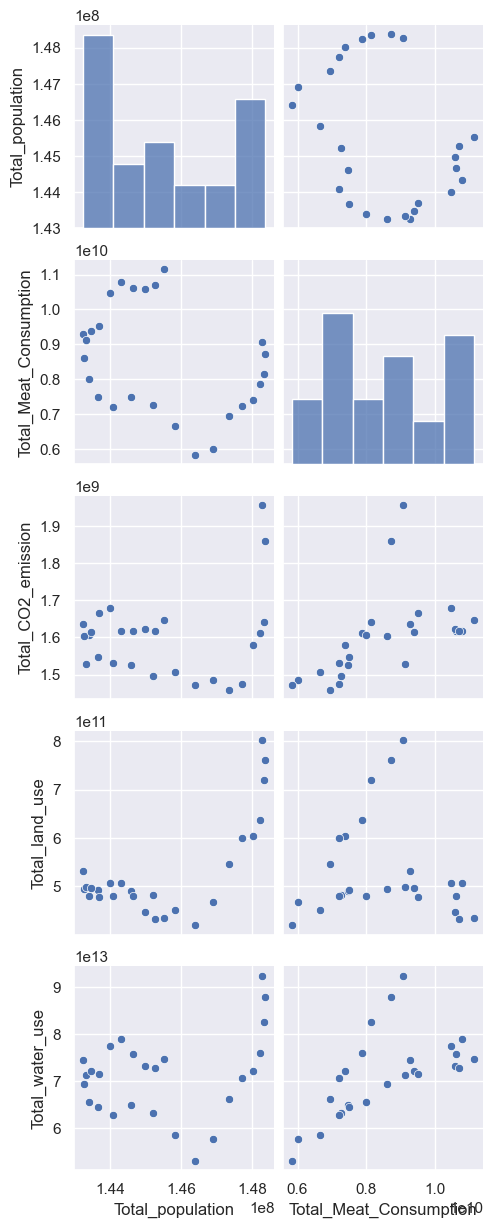 1e8
1.48
1.47
1.46
1.45
1.44
1.43
Total_population
1e10
1.1
1.0
0.9
0.8
0.7
0.6
Total_Meat_Consumption
1e9
1.9
1.8
1.7
1.6
1.5
Total_CO2_emission
1e11
8
7
6
5
Total_land_use
1e13
9
8
7
6
Total_water_use
1.44 1.46 1.48
Total_population
1e8
0.6 0.8 1.0
Total_Meat_Consumption
1e10